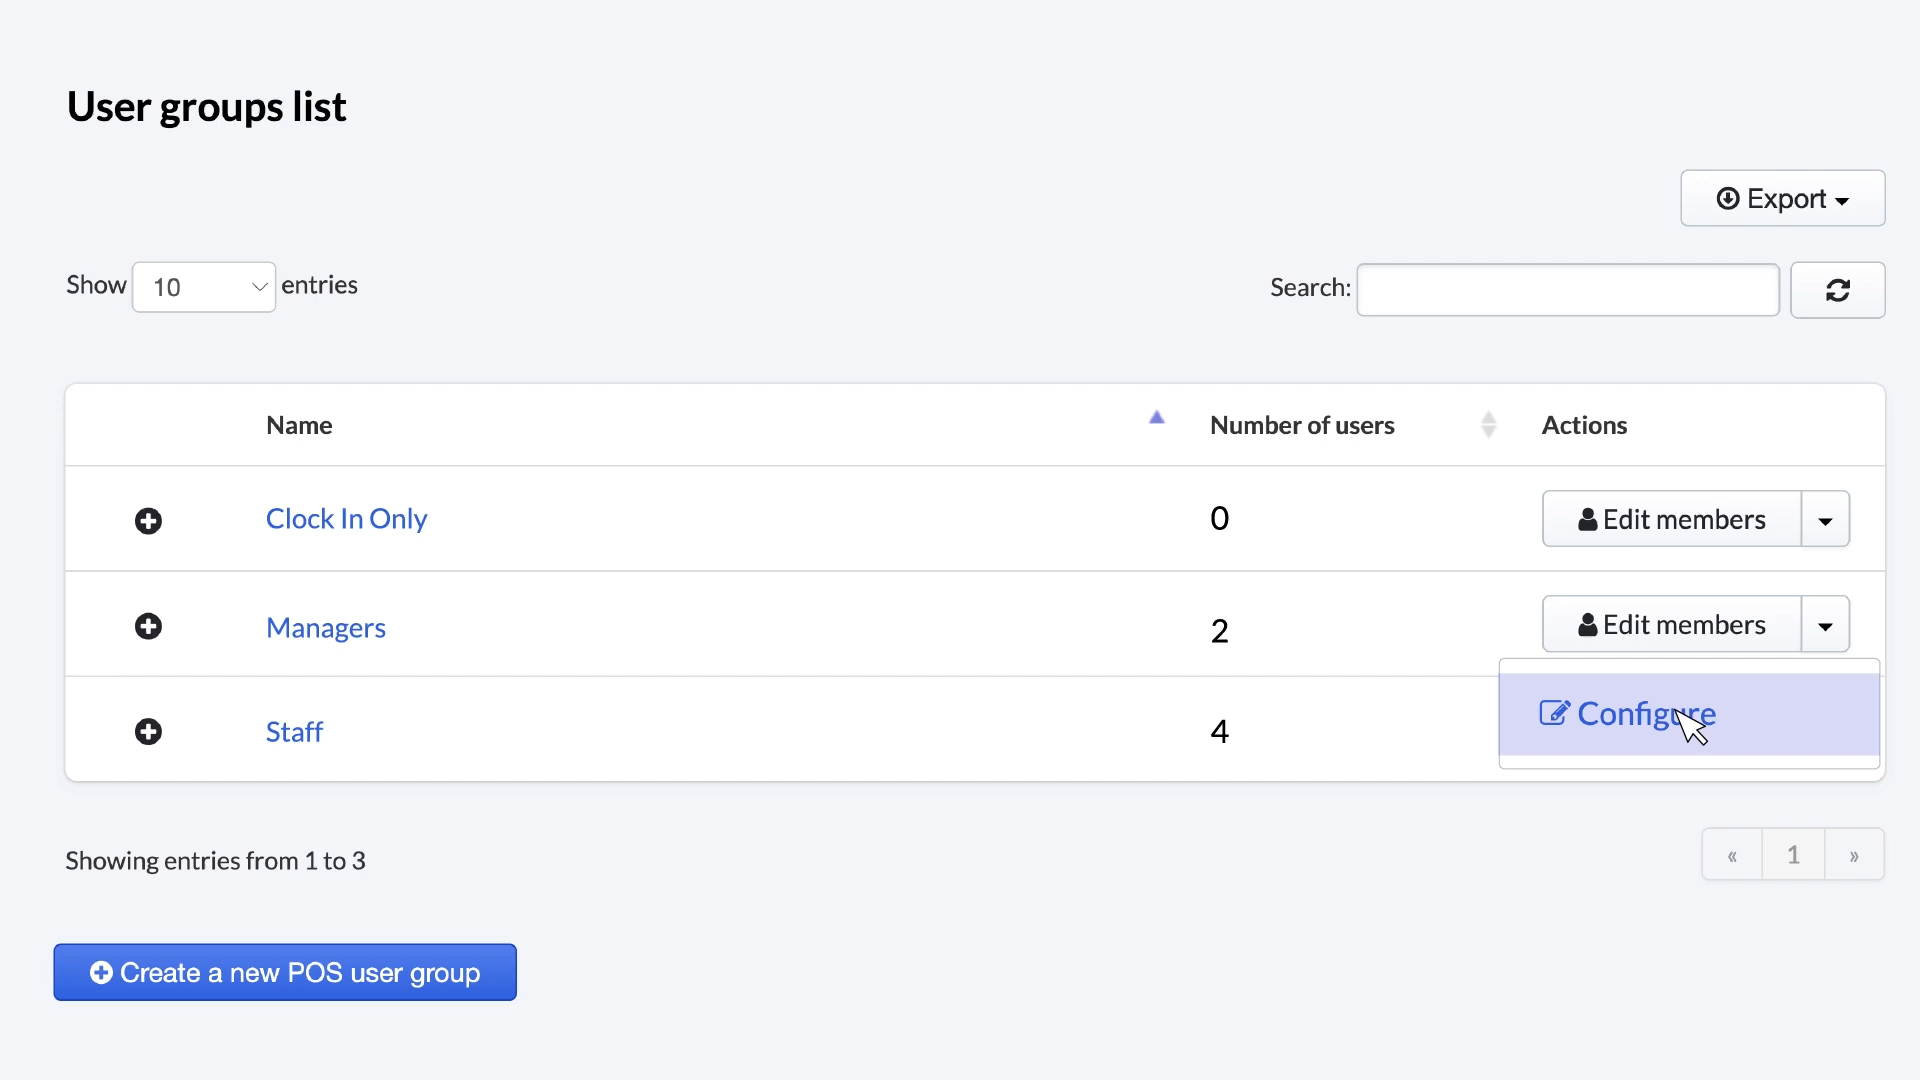 User groups list
Export
Show 10 entries
Search:
Name Number of users Actions
Clock In Only 0 Edit members
Managers 2 Edit members
Configure
Staff 4
Showing entries from 1 to 3
« 1 »
Create a new POS user group